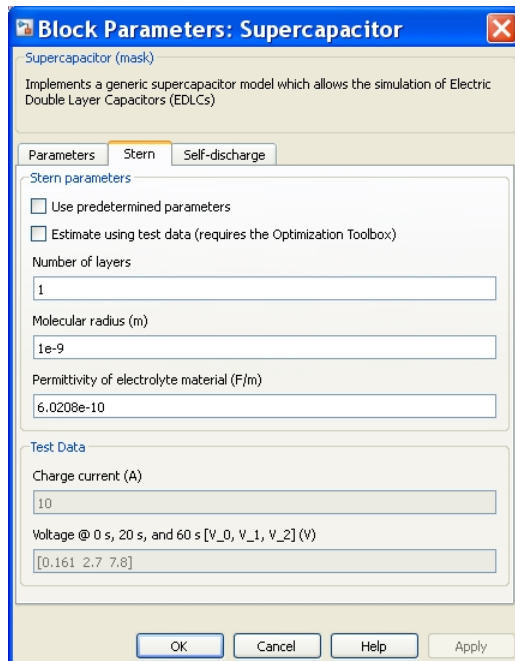 Block Parameters: Supercapacitor
Supercapacitor (mask)
Implements a generic supercapacitor model which allows the simulation of Electric
Double Layer Capacitors (EDLCs)
Parameters Stern Self-discharge
Stern parameters
Use predetermined parameters
Estimate using test data (requires the Optimization Toolbox)
Number of layers
1
Molecular radius (m)
1e-9
Permittivity of electrolyte material (F/m)
6.0208e-10
Test Data
Charge current (A)
10
Voltage @ 0 s, 20 s, and 60 s [V_0, V_1, V_2] (V)
[0.161 2.7 7.8]
OK Cancel Help Apply